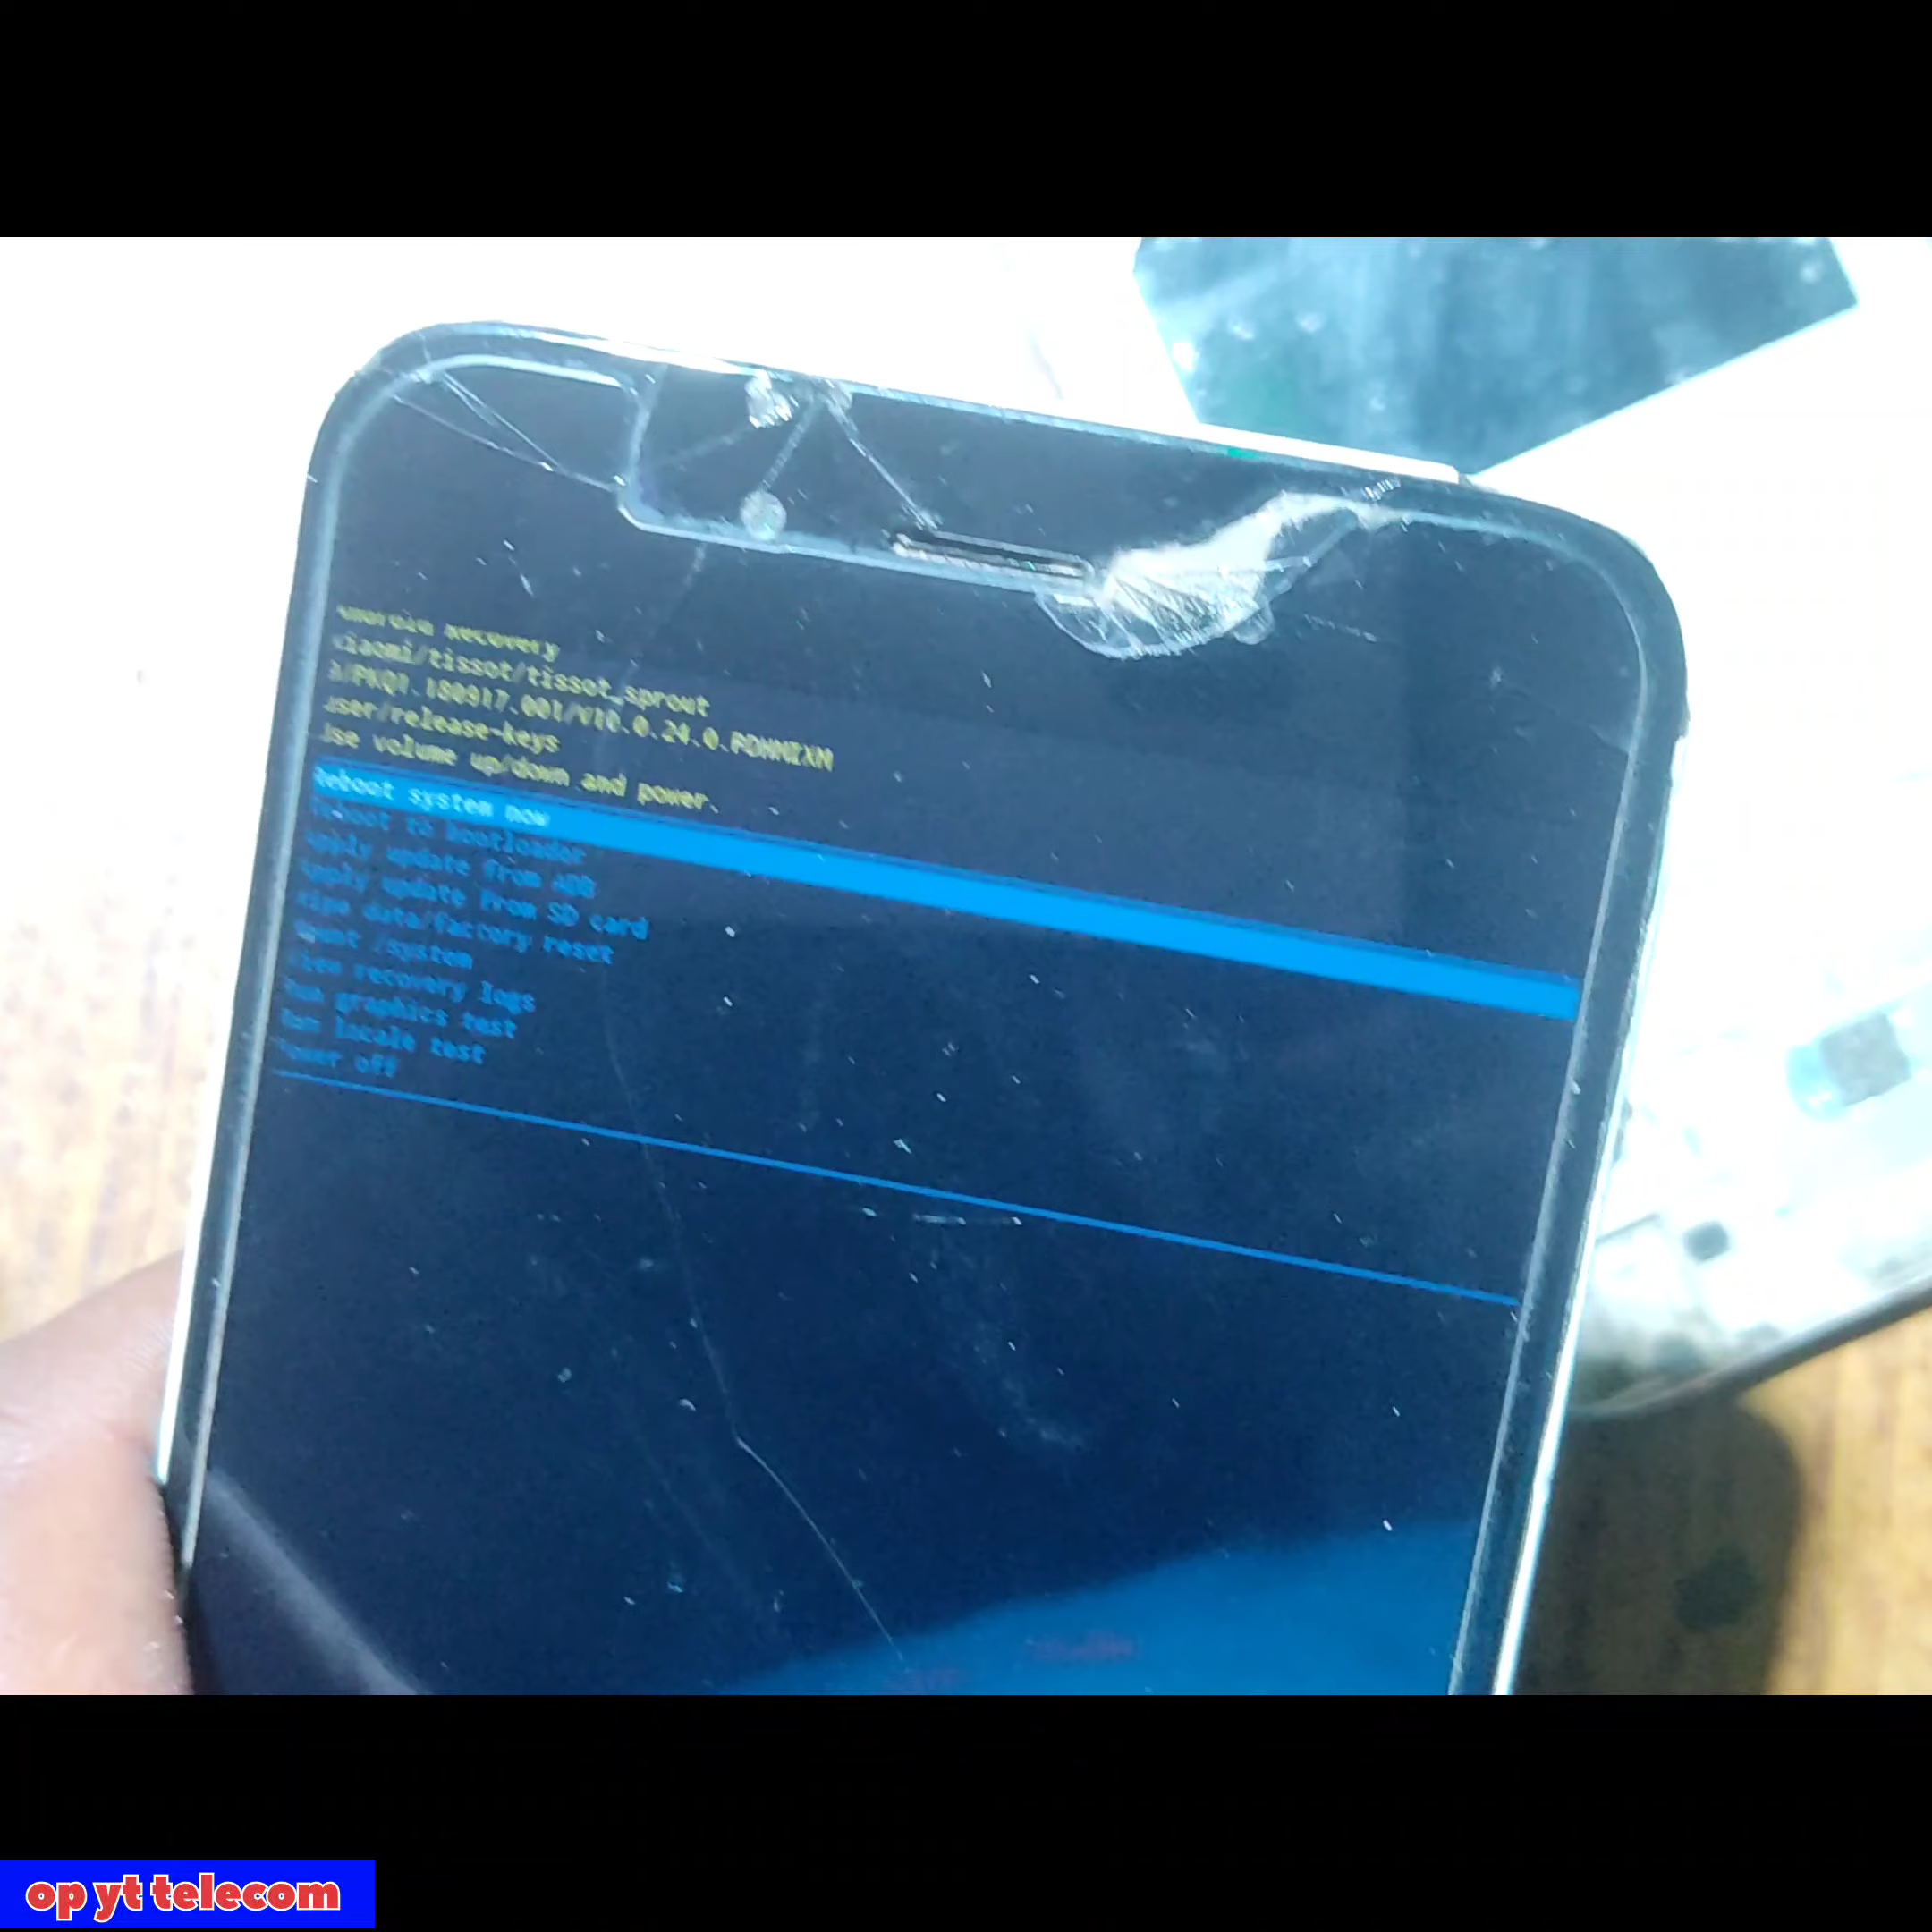 Android Recovery
Xiaomi/tissot/tissot_sprout
9/PKQ1.180917.001/V10.0.24.0.PDHMIXM
user/release-keys
Use volume up/down and power.
Reboot system now
Reboot to bootloader
Apply update from ADB
Apply update from SD card
Wipe data/factory reset
Mount /system
View recovery logs
Run graphics test
Run locale test
Power off
op yt telecom